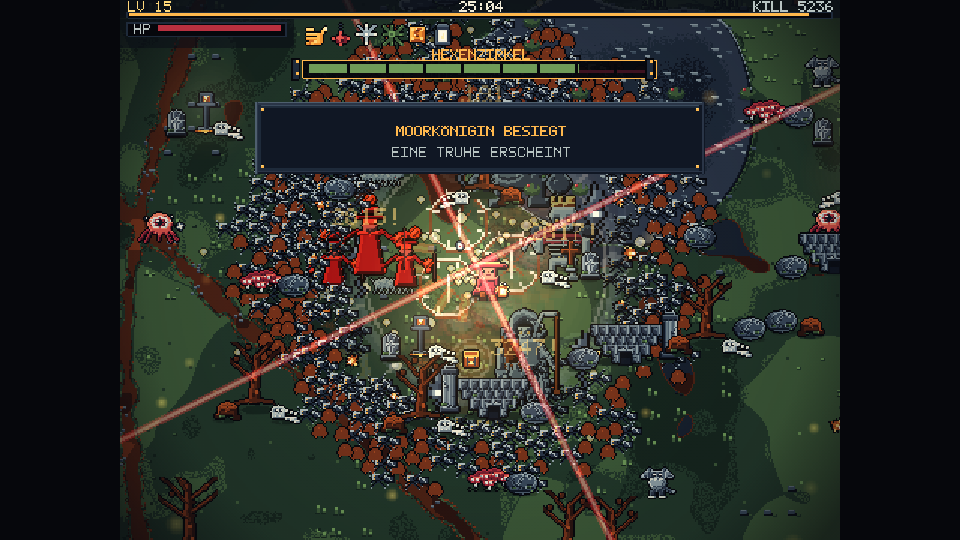 LV 15
25:04
KILL 5236
HP
HEXENZIRKEL
MOORKÖNIGIN BESIEGT
EINE TRUHE ERSCHEINT